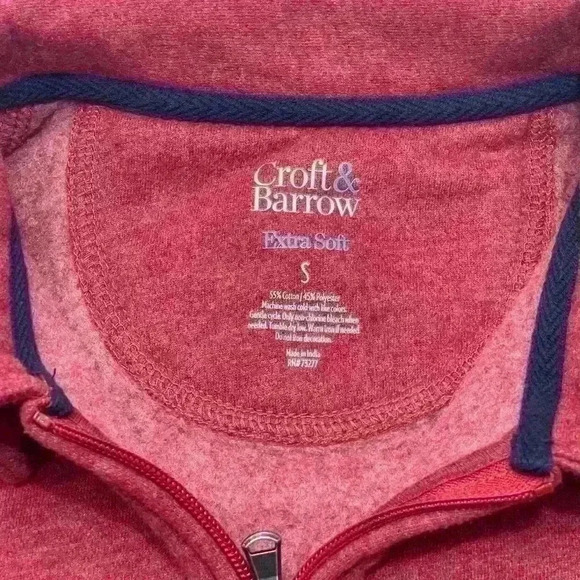 Croft&
Barrow
Extra Soft
S
55% Cotton / 45% Polyester
Machine wash cold with like colors,
Gentle cycle. Only non-chlorine bleach when
needed. Tumble dry low. Warm iron if needed.
Do not iron decoration.
Made in India
RN# 73277